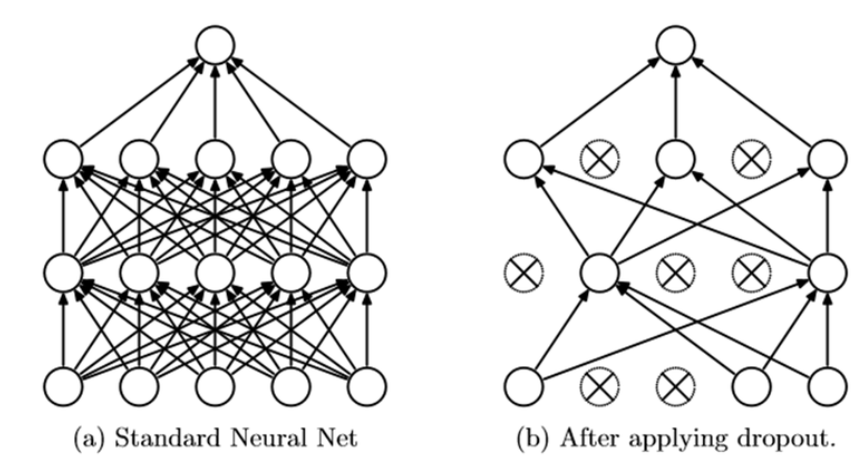 (a) Standard Neural Net
(b) After applying dropout.